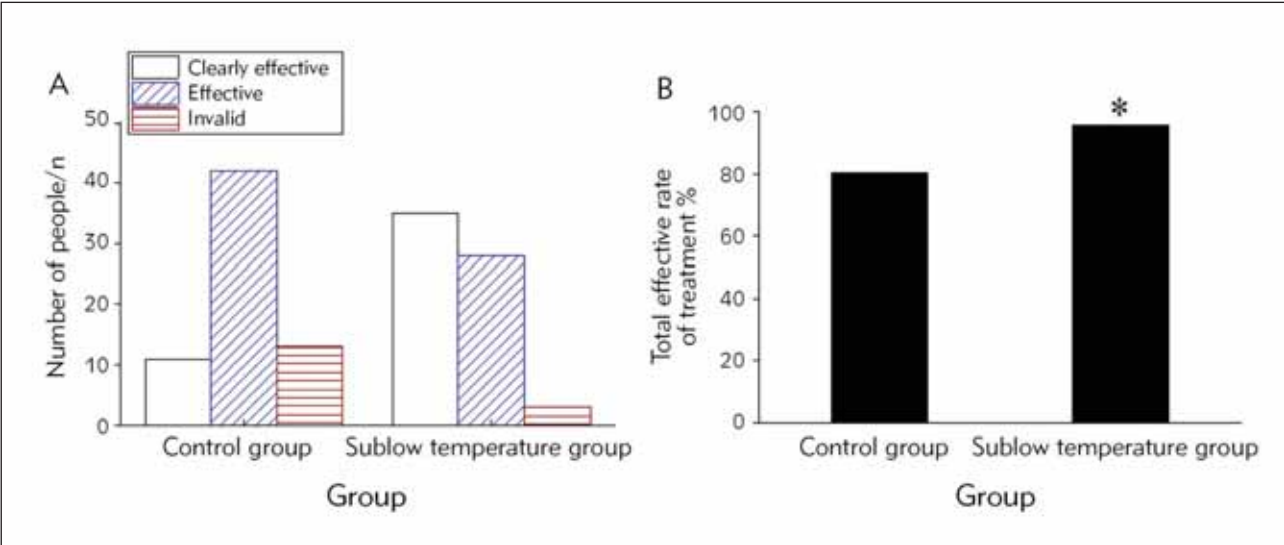 A
Clearly effective
Effective
Invalid
50
40
30
20
10
0
Number of people/n
Control group
Sublow temperature group
Group
B
*
100
80
60
40
20
0
Total effective rate
of treatment %
Control group
Sublow temperature group
Group